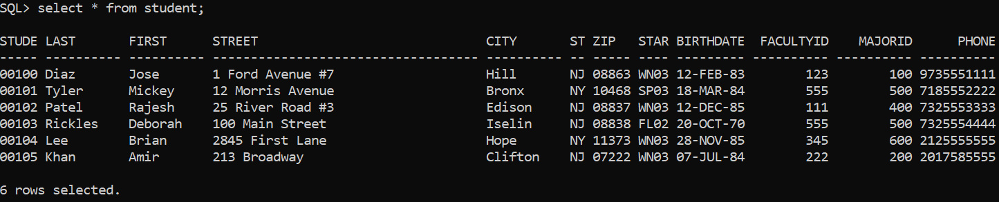 SQL> select * from student;
STUDE LAST       FIRST      STREET                              CITY       ST ZIP   STAR BIRTHDATE  FACULTYID    MAJORID      PHONE
----- ---------- ---------- ----------------------------------- ---------- -- ----- ---- --------- ---------- ---------- ----------
00100 Diaz       Jose       1 Ford Avenue #7                    Hill       NJ 08863 WN03 12-FEB-83        123        100 9735551111
00101 Tyler      Mickey     12 Morris Avenue                    Bronx      NY 10468 SP03 18-MAR-84        555        500 7185552222
00102 Patel      Rajesh     25 River Road #3                    Edison     NJ 08837 WN03 12-DEC-85        111        400 7325553333
00103 Rickles    Deborah    100 Main Street                     Iselin     NJ 08838 FL02 20-OCT-70        555        500 7325554444
00104 Lee        Brian      2845 First Lane                     Hope       NY 11373 WN03 28-NOV-85        345        600 2125555555
00105 Khan       Amir       213 Broadway                        Clifton    NJ 07222 WN03 07-JUL-84        222        200 2017585555
6 rows selected.